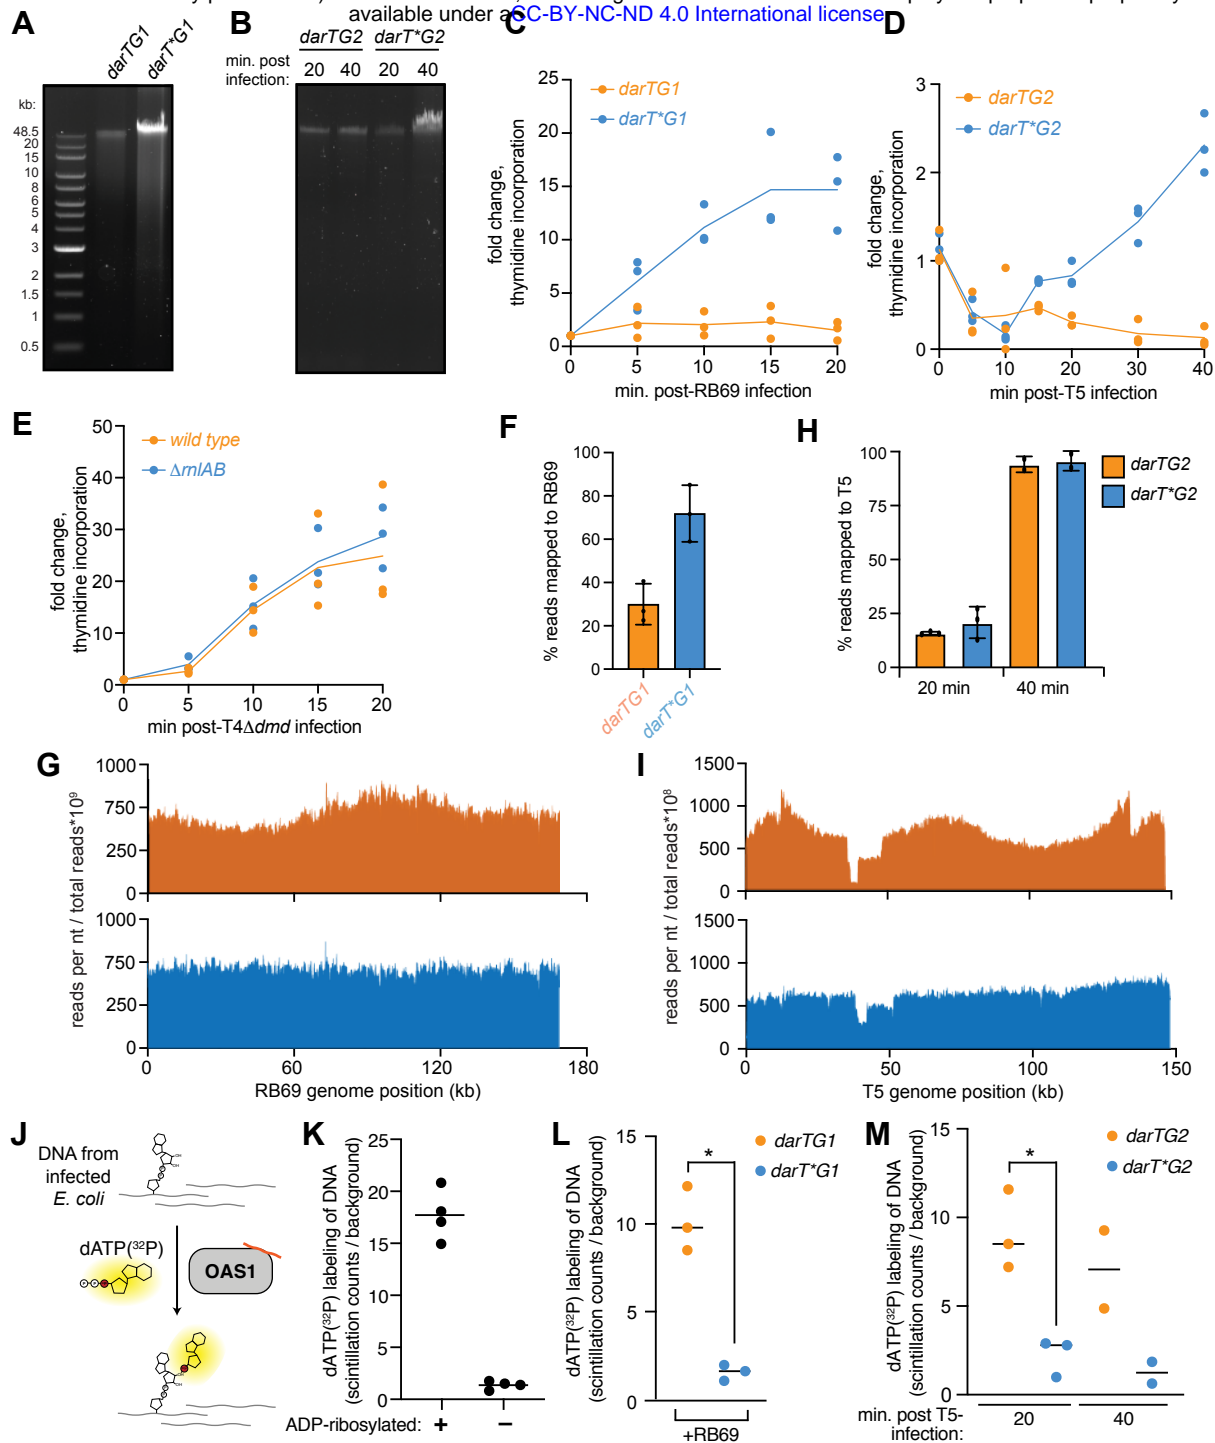 available under aCC-BY-NC-ND 4.0 International license
A
darTG1
darT*G1
kb:
48.5
20
15
10
8
6
5
4
3
2
1.5
1
0.5
B
darTG2 darT*G2
min. post
infection:
20 40 20 40
C
fold change,
thymidine incorporation
25
20
15
10
5
0
darTG1
darT*G1
0 5 10 15 20
min. post-RB69 infection
D
fold change,
thymidine incorporation
3
2
1
0
darTG2
darT*G2
0 10 20 30 40
min post-T5 infection
E
fold change,
thymidine incorporation
50
40
30
20
10
0
wild type
ΔrnlAB
0 5 10 15 20
min post-T4Δdmd infection
F
% reads mapped to RB69
100
80
60
40
20
0
darTG1
darT*G1
H
% reads mapped to T5
100
75
50
25
0
20 min 40 min
darTG2
darT*G2
G
reads per nt / total reads*10⁹
1000
750
250
0
1000
750
250
0
0 60 120 180
RB69 genome position (kb)
I
reads per nt / total reads*10⁸
1500
1000
500
0
1500
1000
500
0
0 50 100 150
T5 genome position (kb)
J
DNA from
infected
E. coli
dATP(³²P)
OAS1
K
dATP(³²P) labeling of DNA
(scintillation counts / background)
25
20
15
10
5
0
ADP-ribosylated: + −
L
dATP(³²P) labeling of DNA
(scintillation counts / background)
15
10
5
0
*
darTG1
darT*G1
+RB69
M
dATP(³²P) labeling of DNA
(scintillation counts / background)
15
10
5
0
*
darTG2
darT*G2
min. post T5-
infection:
20 40